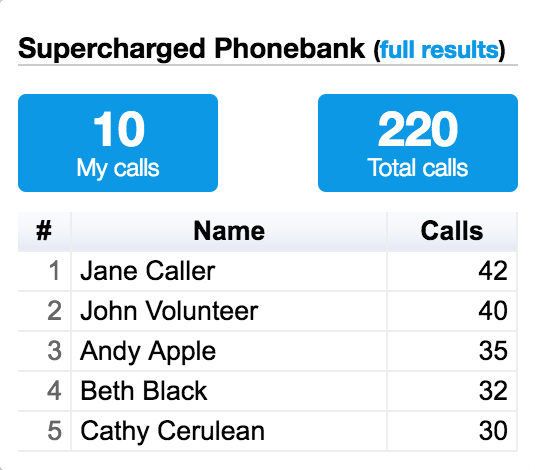 Supercharged Phonebank (full results)
10 220
My calls Total calls
# Name Calls
1 Jane Caller 42
2 John Volunteer 40
3 Andy Apple 35
4 Beth Black 32
5 Cathy Cerulean 30